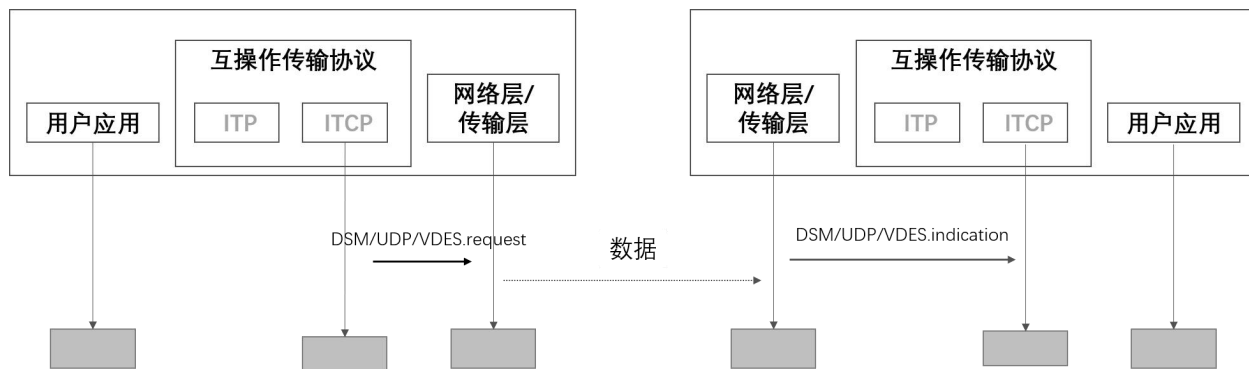 互操作传输协议
用户应用
ITP
ITCP
网络层/
传输层
互操作传输协议
网络层/
传输层
ITP
ITCP
用户应用
DSM/UDP/VDES.request
数据
DSM/UDP/VDES.indication